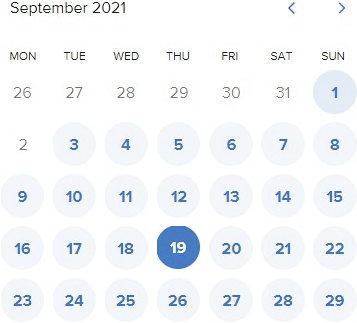 September 2021
MON TUE WED THU FRI SAT SUN
26 27 28 29 30 31 1
2 3 4 5 6 7 8
9 10 11 12 13 14 15
16 17 18 19 20 21 22
23 24 25 26 27 28 29